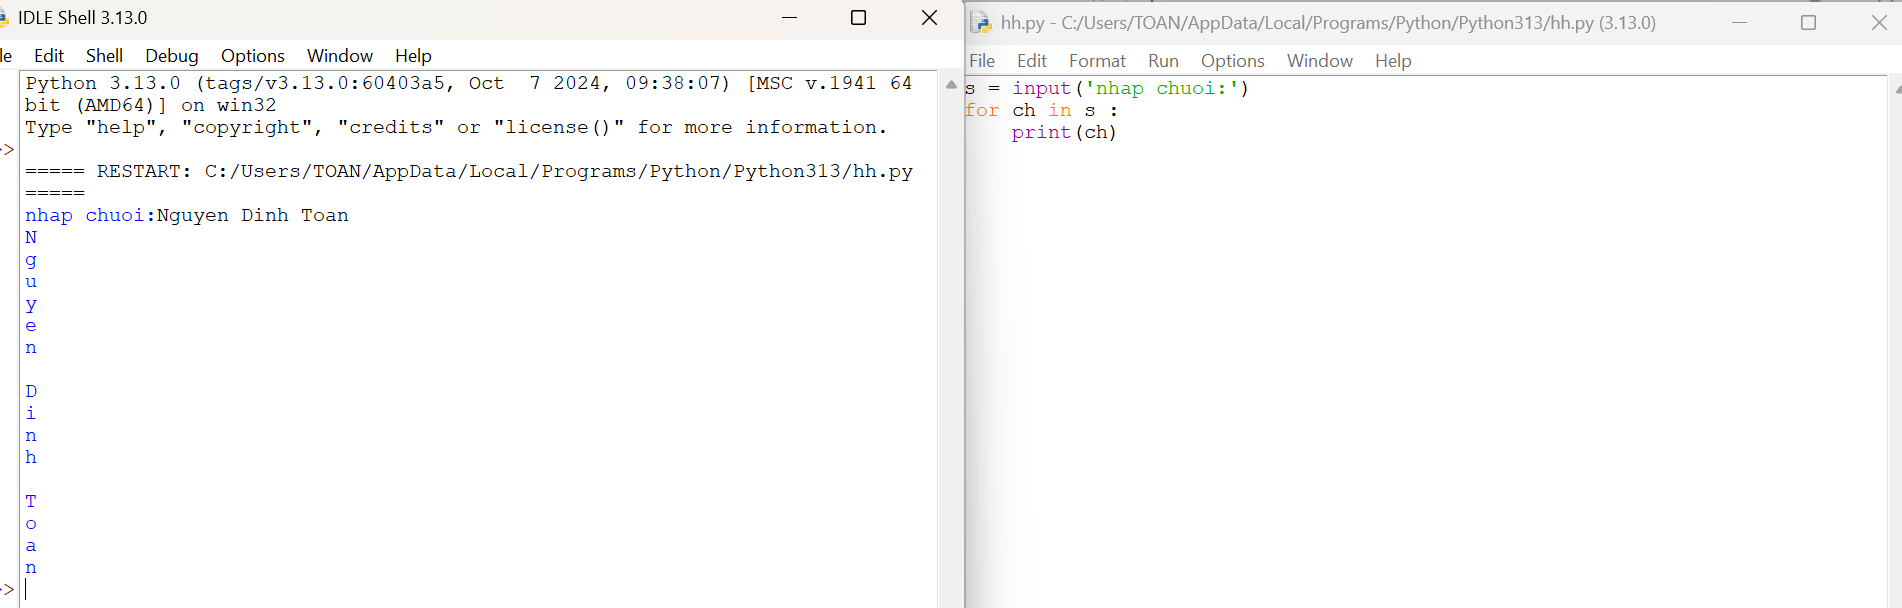 IDLE Shell 3.13.0
le Edit Shell Debug Options Window Help
Python 3.13.0 (tags/v3.13.0:60403a5, Oct  7 2024, 09:38:07) [MSC v.1941 64
bit (AMD64)] on win32
Type "help", "copyright", "credits" or "license()" for more information.
>>
===== RESTART: C:/Users/TOAN/AppData/Local/Programs/Python/Python313/hh.py
=====
nhap chuoi:Nguyen Dinh Toan
N
g
u
y
e
n

D
i
n
h

T
o
a
n
>>
hh.py - C:/Users/TOAN/AppData/Local/Programs/Python/Python313/hh.py (3.13.0)
File Edit Format Run Options Window Help
s = input('nhap chuoi:')
for ch in s :
    print(ch)